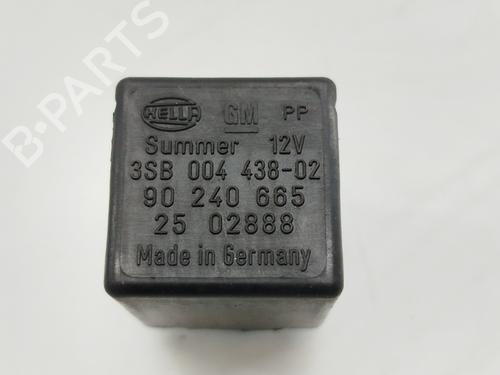 HELLA GM PP
Summer 12V
3SB 004 438-02
90 240 665
25 02888
Made in Germany
B-PARTS